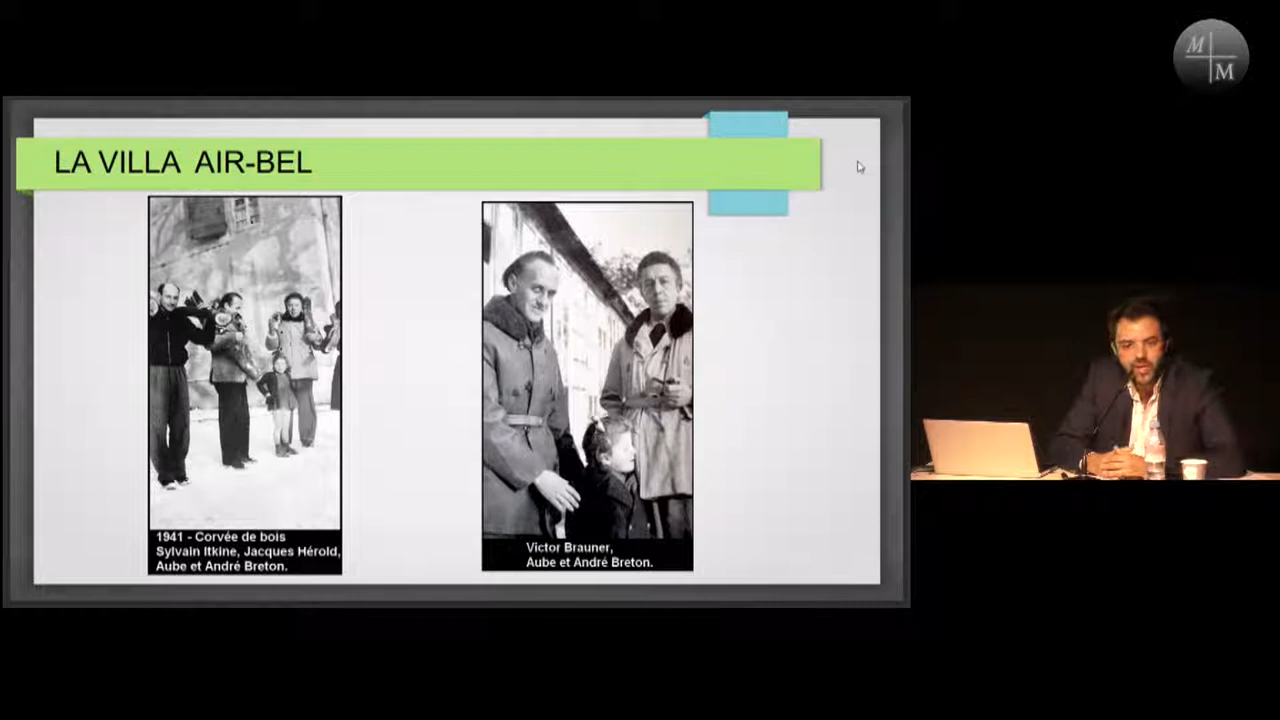 M
M
LA VILLA AIR-BEL
1941 - Corvée de bois
Sylvain Itkine, Jacques Hérold,
Aube et André Breton.
Victor Brauner,
Aube et André Breton.